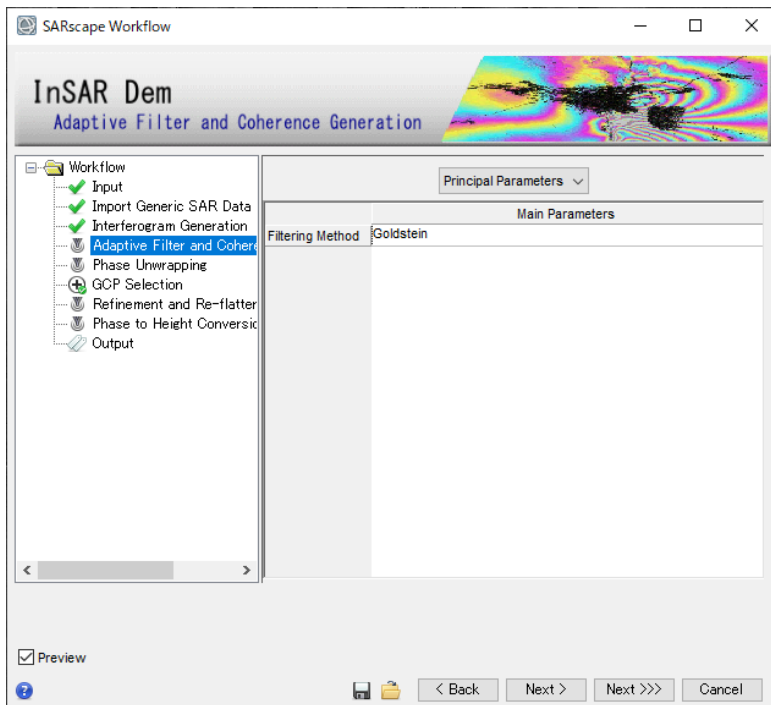 SARscape Workflow
InSAR Dem
Adaptive Filter and Coherence Generation
Workflow
Input
Import Generic SAR Data
Interferogram Generation
Adaptive Filter and Cohere
Phase Unwrapping
GCP Selection
Refinement and Re-flatter
Phase to Height Conversic
Output
Principal Parameters
Main Parameters
Filtering Method Goldstein
Preview
< Back Next > Next >>> Cancel